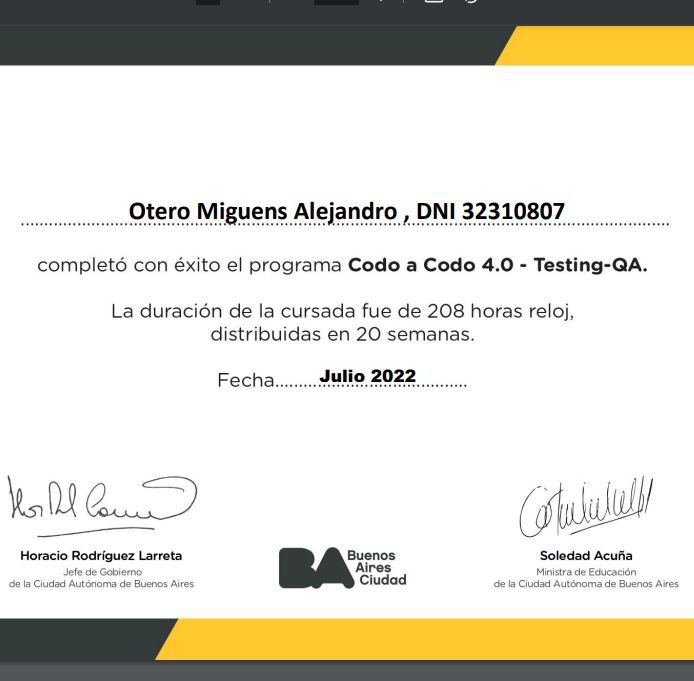 Otero Miguens Alejandro , DNI 32310807
completó con éxito el programa Codo a Codo 4.0 - Testing-QA.
La duración de la cursada fue de 208 horas reloj,
distribuidas en 20 semanas.
Fecha.........Julio 2022.............
Horacio Rodríguez Larreta
Jefe de Gobierno
de la Ciudad Autónoma de Buenos Aires
BA Buenos
Aires
Ciudad
Soledad Acuña
Ministra de Educación
de la Ciudad Autónoma de Buenos Aires